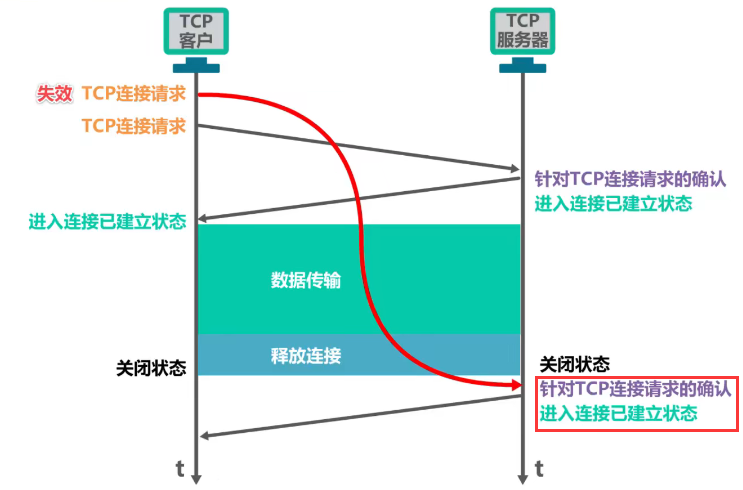 TCP
客户
TCP
服务器
失效 TCP连接请求
TCP连接请求
针对TCP连接请求的确认
进入连接已建立状态
进入连接已建立状态
数据传输
释放连接
关闭状态
关闭状态
针对TCP连接请求的确认
进入连接已建立状态
t
t